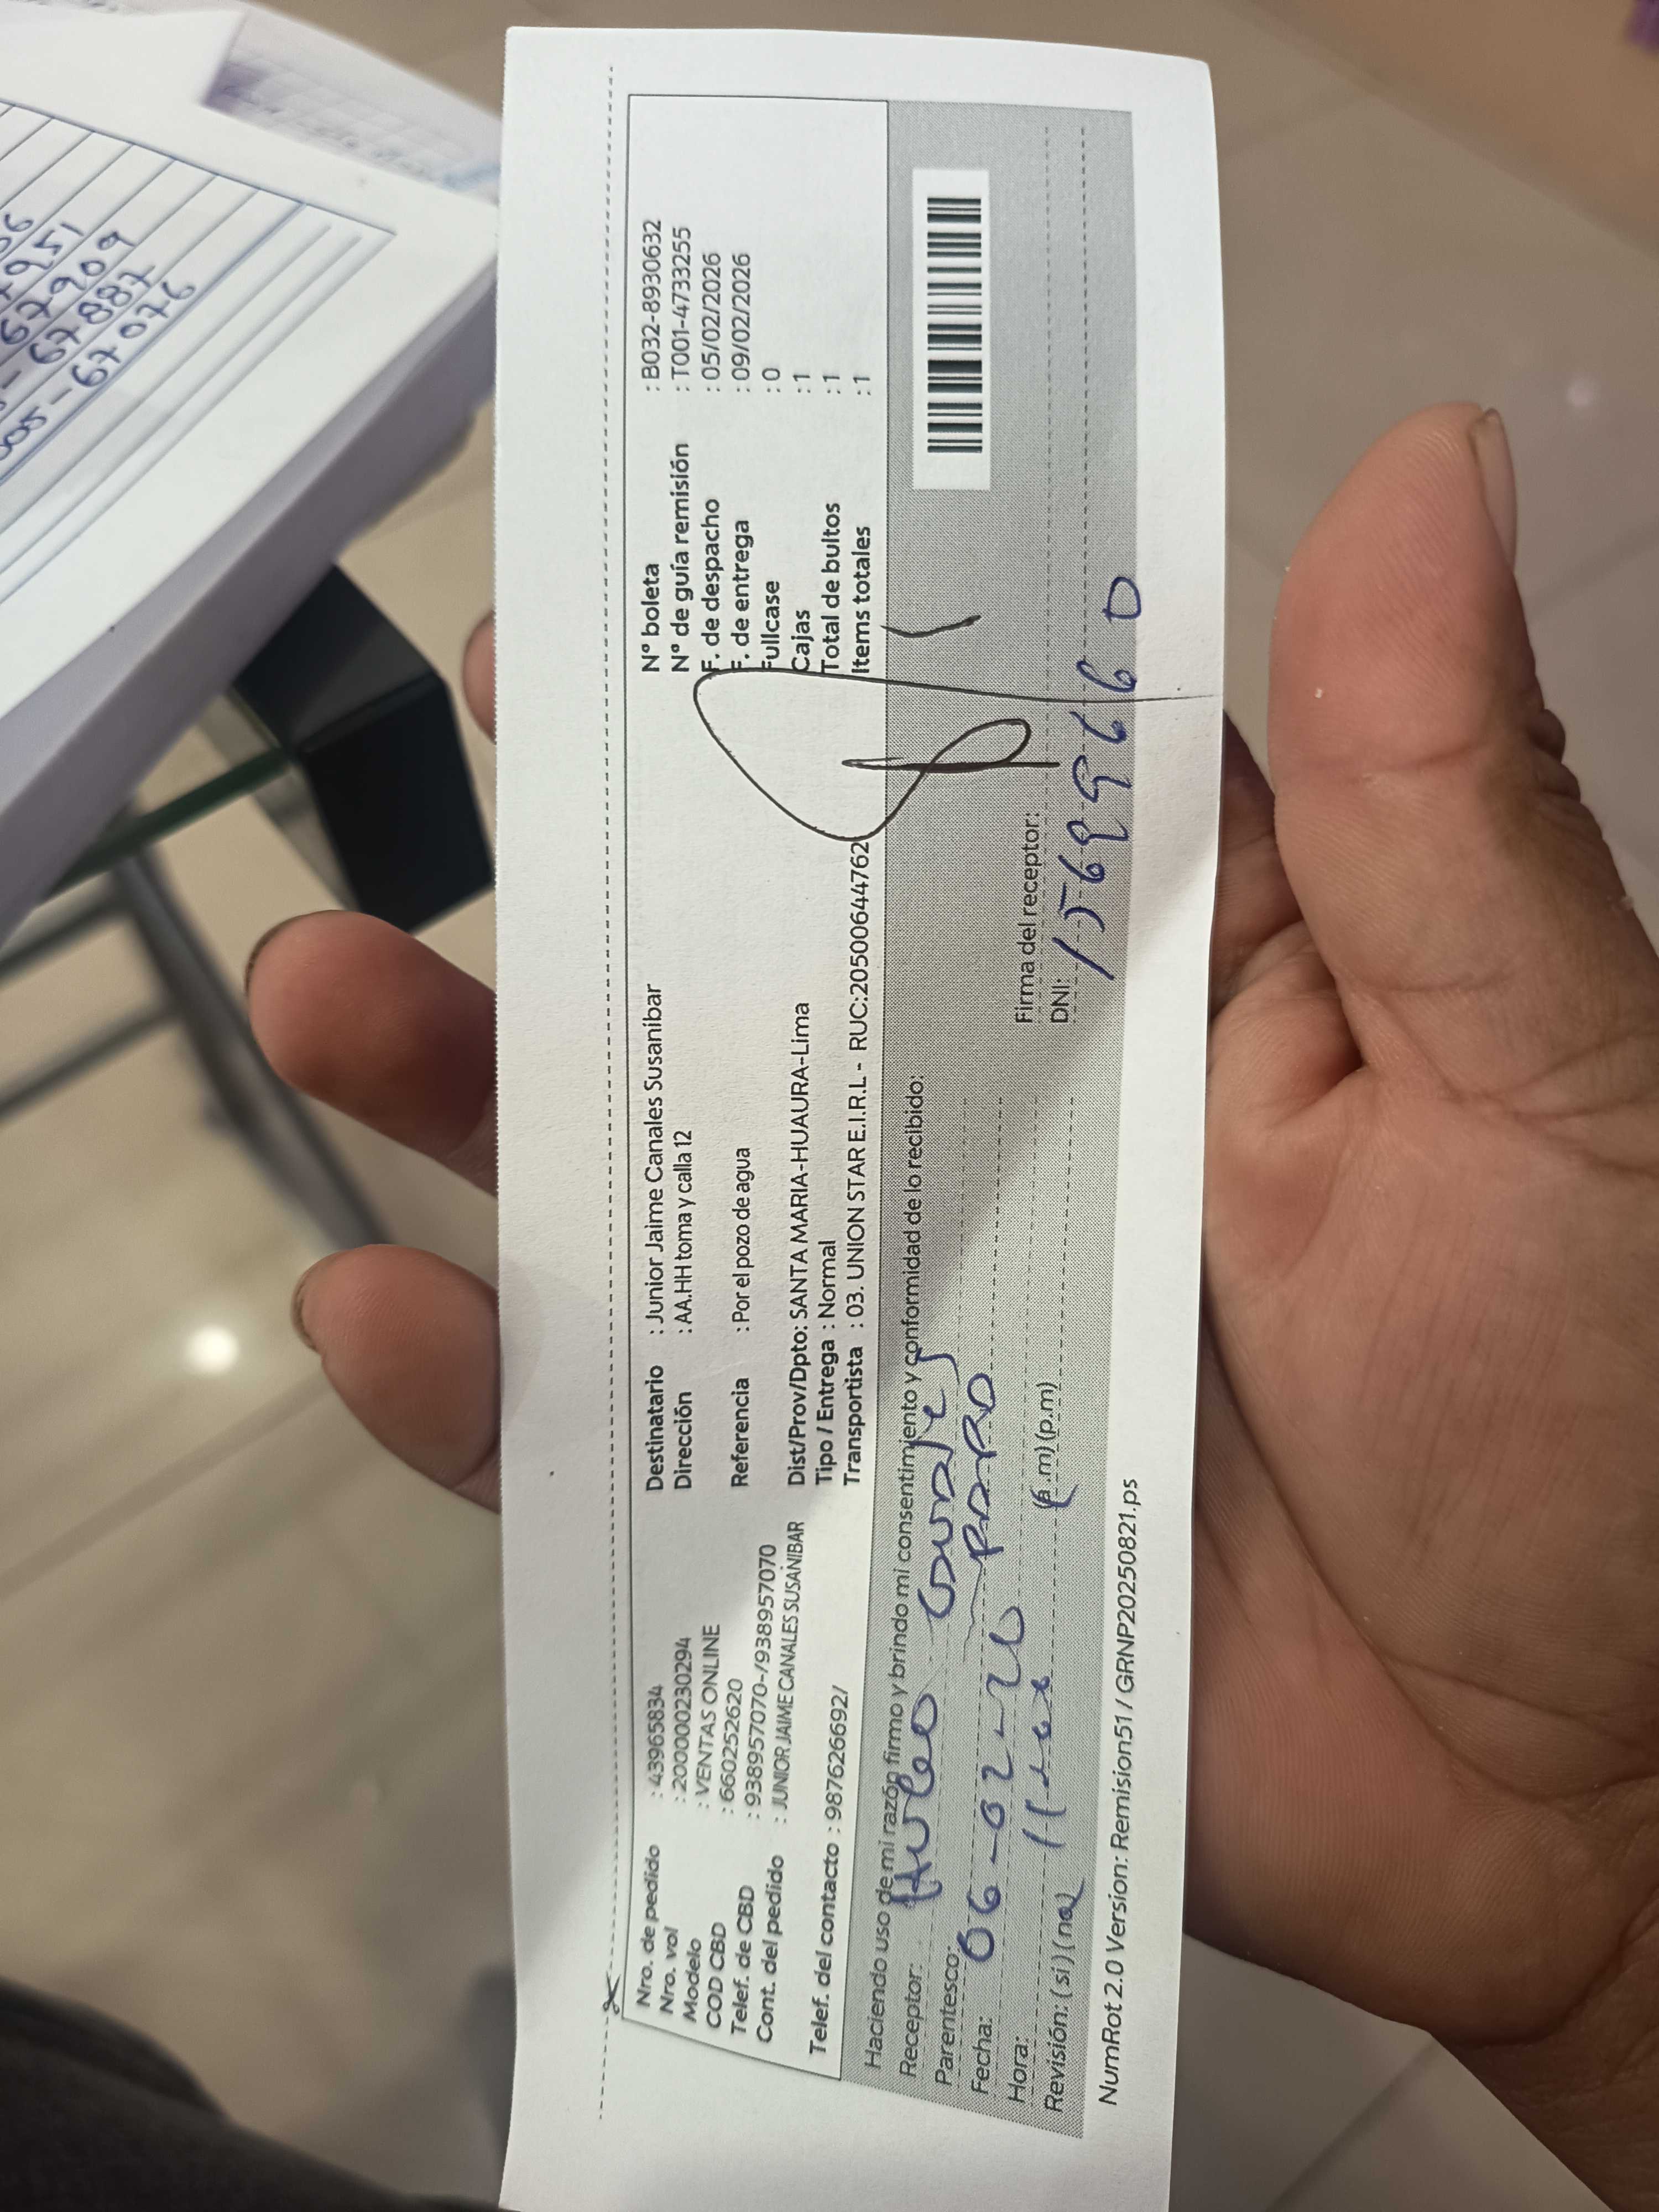 Nro. de pedido : 43965834
Nro. vol : 200000230294
Modelo : VENTAS ONLINE
COD CBD : 660252620
Telef. de CBD : 938957070-/938957070
Cont. del pedido : JUNIOR JAIME CANALES SUSANIBAR
Telef. del contacto : 987626692/
Destinatario : Junior Jaime Canales Susanibar
Dirección : AA.HH toma y calla 12
Referencia : Por el pozo de agua
Dist/Prov/Dpto: SANTA MARIA-HUAURA-Lima
Tipo / Entrega : Normal
Transportista : 03. UNION STAR E.I.R.L - RUC:20500644762
N° boleta : B032-8930632
N° de guía remisión : T001-4733255
F. de despacho : 05/02/2026
F. de entrega : 09/02/2026
Fullcase : 0
Cajas : 1
Total de bultos : 1
Items totales : 1
Haciendo uso de mi razón firmo y brindo mi consentimiento y conformidad de lo recibido:
Receptor:
Parentesco:
Fecha: 06-02-26
Hora: (a.m) (p.m)
Revisión: (si) (no)
Firma del receptor:
DNI:
NumRot 2.0 Version: Remision51 / GRNP20250821.ps
67909
67887
005-67076